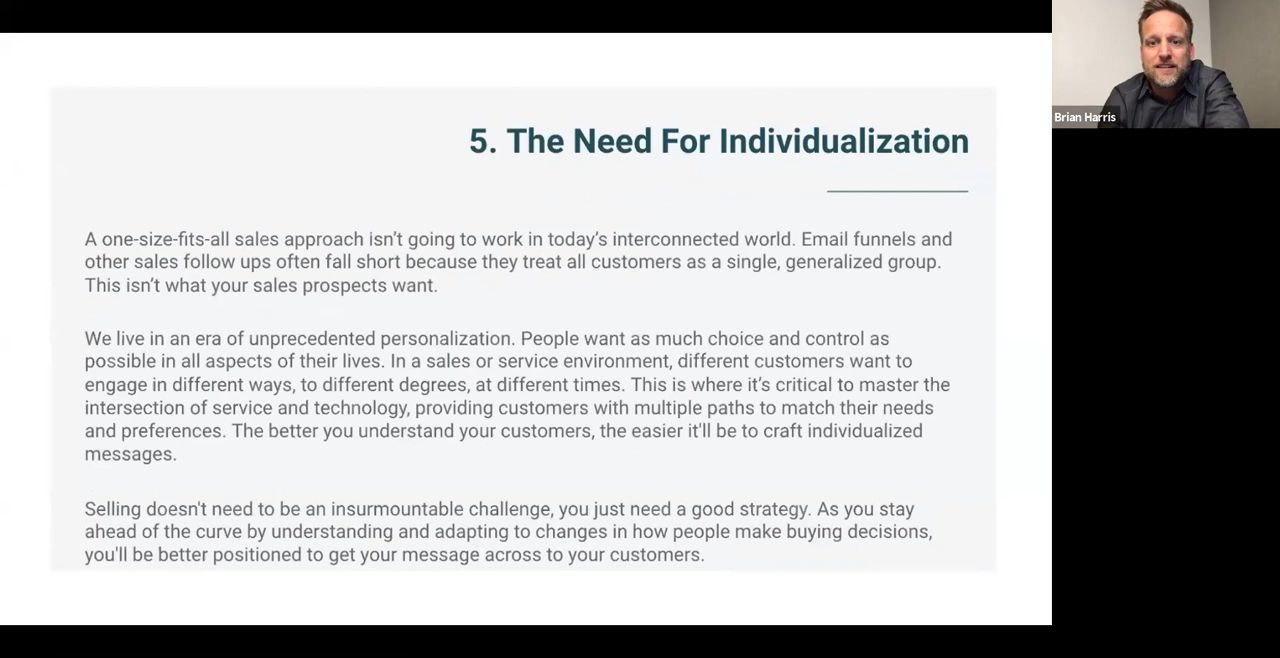 5. The Need For Individualization
A one-size-fits-all sales approach isn’t going to work in today’s interconnected world. Email funnels and
other sales follow ups often fall short because they treat all customers as a single, generalized group.
This isn’t what your sales prospects want.
We live in an era of unprecedented personalization. People want as much choice and control as
possible in all aspects of their lives. In a sales or service environment, different customers want to
engage in different ways, to different degrees, at different times. This is where it’s critical to master the
intersection of service and technology, providing customers with multiple paths to match their needs
and preferences. The better you understand your customers, the easier it'll be to craft individualized
messages.
Selling doesn't need to be an insurmountable challenge, you just need a good strategy. As you stay
ahead of the curve by understanding and adapting to changes in how people make buying decisions,
you'll be better positioned to get your message across to your customers.
Brian Harris